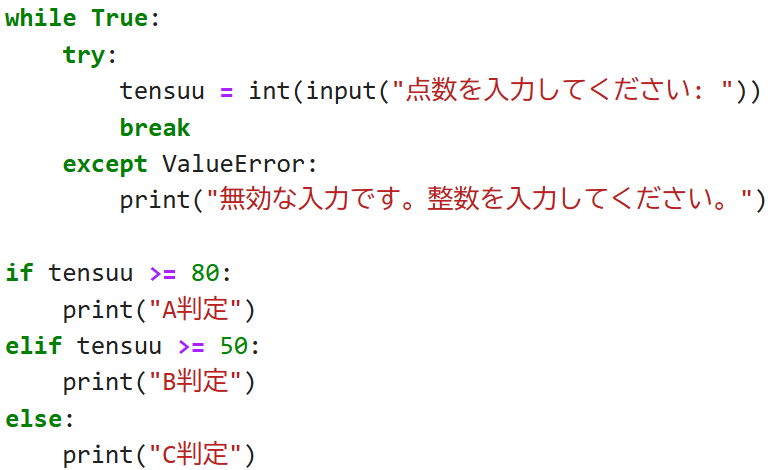 while True:
    try:
        tensuu = int(input("点数を入力してください: "))
        break
    except ValueError:
        print("無効な入力です。整数を入力してください。")

if tensuu >= 80:
    print("A判定")
elif tensuu >= 50:
    print("B判定")
else:
    print("C判定")